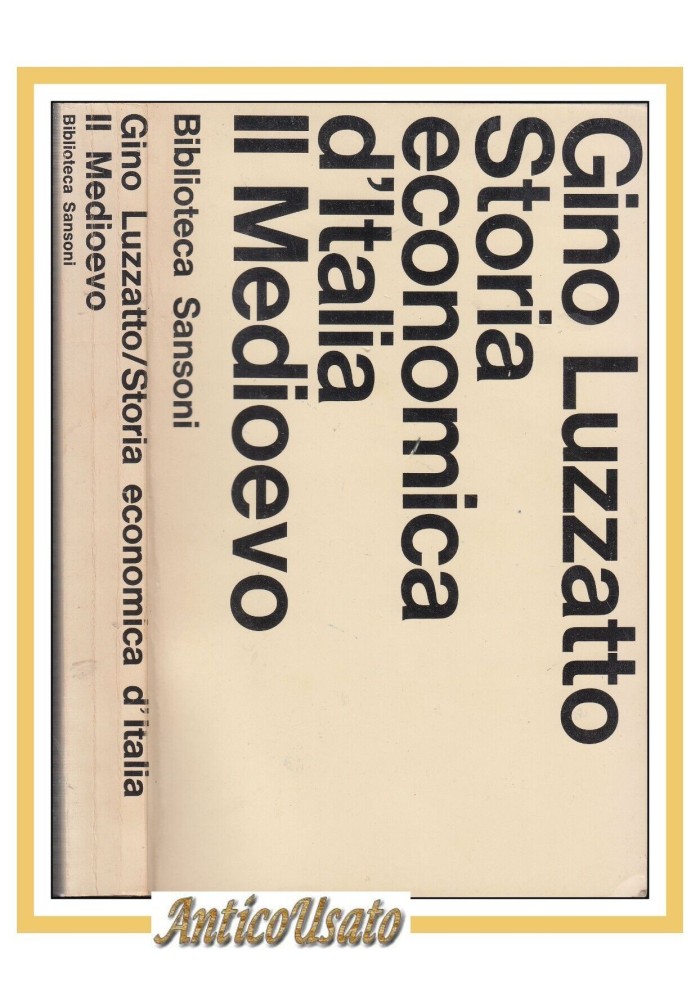 Gino Luzzatto
Storia
economica
d'Italia
Il Medioevo
Biblioteca Sansoni
Gino Luzzatto/Storia economica d'Italia
Il Medioevo
Biblioteca Sansoni
AnticoUsato